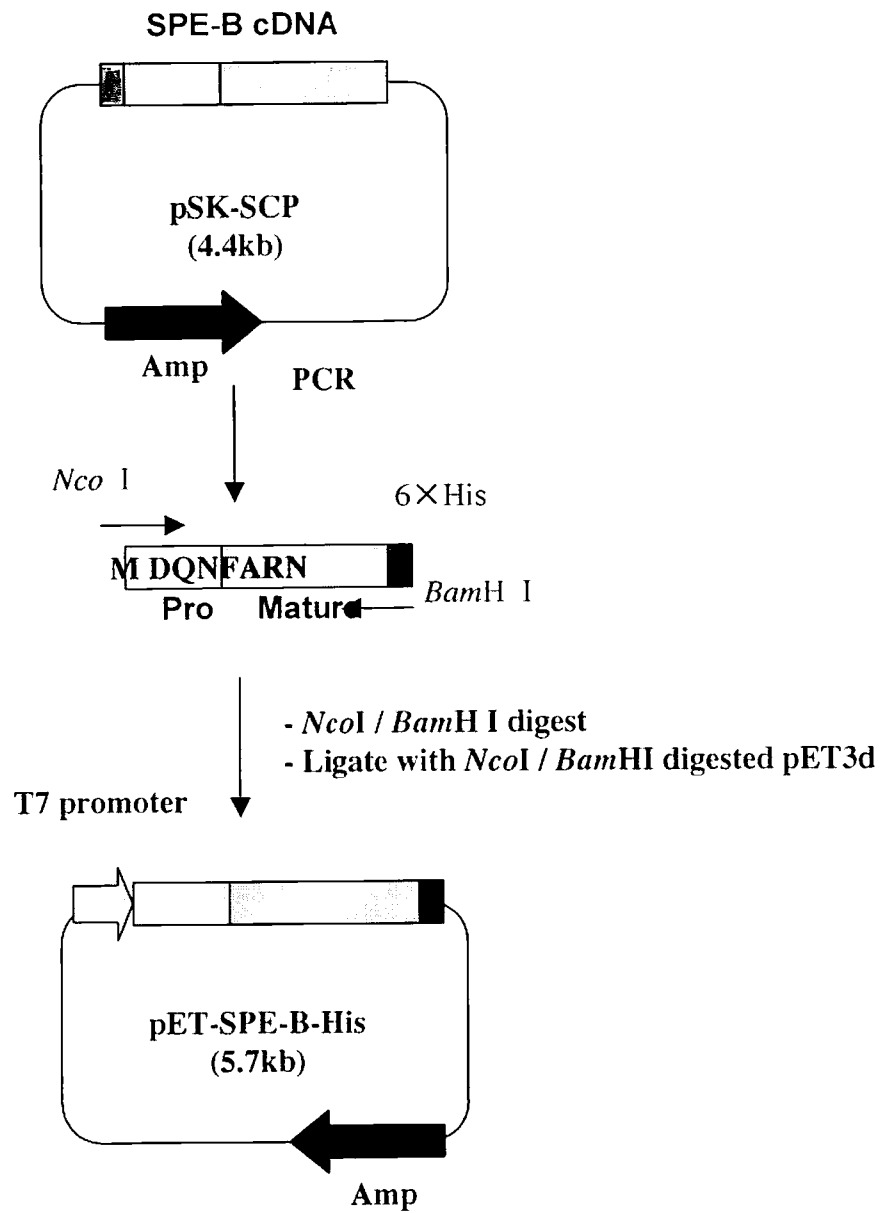 SPE-B cDNA
pSK-SCP
(4.4kb)
Amp
PCR
Nco I
6×His
M DQNFARN
BamH I
Pro Mature
- NcoI / BamH I digest
- Ligate with NcoI / BamHI digested pET3d
T7 promoter
pET-SPE-B-His
(5.7kb)
Amp